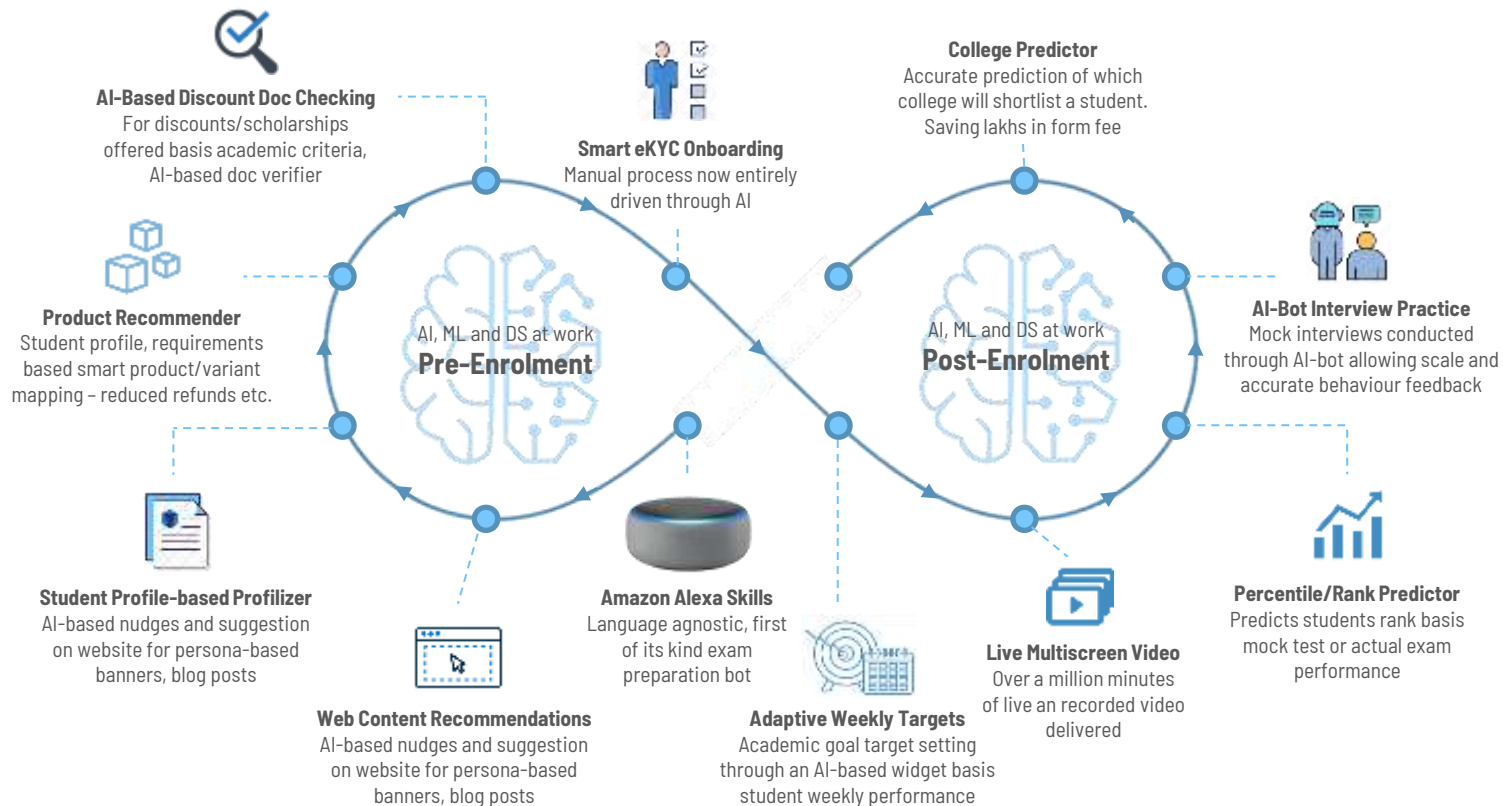 AI-Based Discount Doc Checking
For discounts/scholarships
offered basis academic criteria,
AI-based doc verifier
Smart eKYC Onboarding
Manual process now entirely
driven through AI
College Predictor
Accurate prediction of which
college will shortlist a student.
Saving lakhs in form fee
Product Recommender
Student profile, requirements
based smart product/variant
mapping – reduced refunds etc.
AI, ML and DS at work
Pre-Enrolment
AI, ML and DS at work
Post-Enrolment
AI-Bot Interview Practice
Mock interviews conducted
through AI-bot allowing scale and
accurate behaviour feedback
Student Profile-based Profilizer
AI-based nudges and suggestion
on website for persona-based
banners, blog posts
Web Content Recommendations
AI-based nudges and suggestion
on website for persona-based
banners, blog posts
Amazon Alexa Skills
Language agnostic, first
of its kind exam
preparation bot
Adaptive Weekly Targets
Academic goal target setting
through an AI-based widget basis
student weekly performance
Live Multiscreen Video
Over a million minutes
of live an recorded video
delivered
Percentile/Rank Predictor
Predicts students rank basis
mock test or actual exam
performance